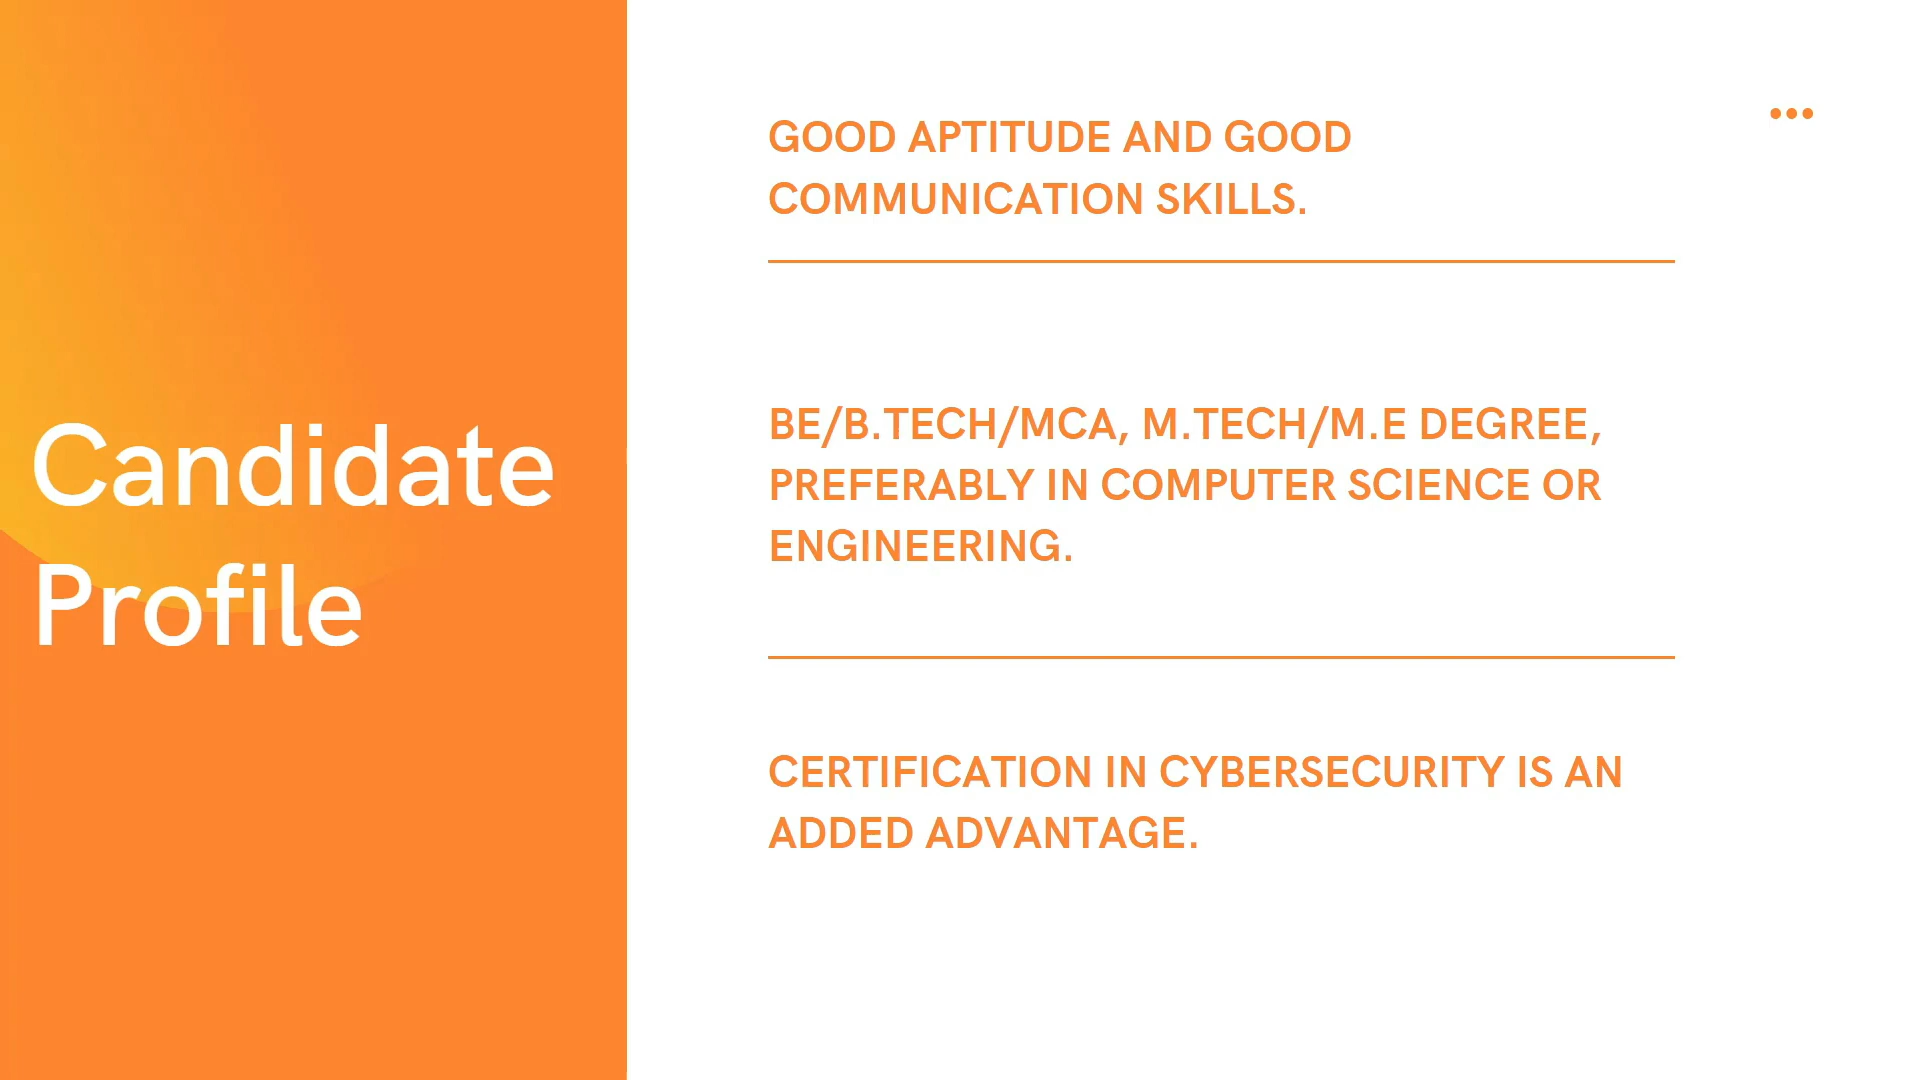 Candidate
Profile
GOOD APTITUDE AND GOOD
COMMUNICATION SKILLS.
BE/B.TECH/MCA, M.TECH/M.E DEGREE,
PREFERABLY IN COMPUTER SCIENCE OR
ENGINEERING.
CERTIFICATION IN CYBERSECURITY IS AN
ADDED ADVANTAGE.